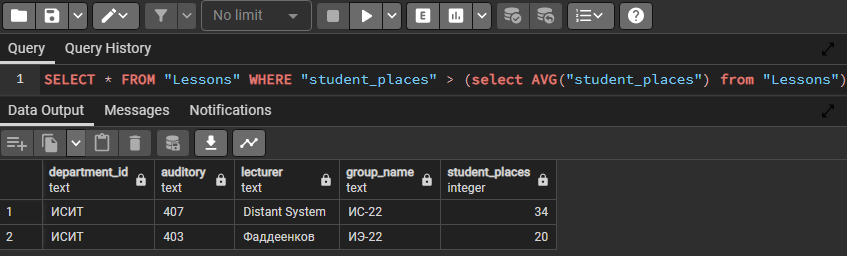 No limit
E
Query Query History
1 SELECT * FROM "Lessons" WHERE "student_places" > (select AVG("student_places") from "Lessons")
Data Output Messages Notifications
department_id auditory lecturer group_name student_places
text text text text integer
1 ИСИТ 407 Distant System ИС-22 34
2 ИСИТ 403 Фаддеенков ИЭ-22 20